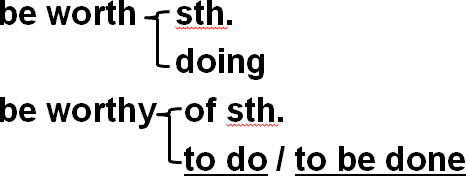 be worth sth.
doing
be worthy of sth.
to do / to be done